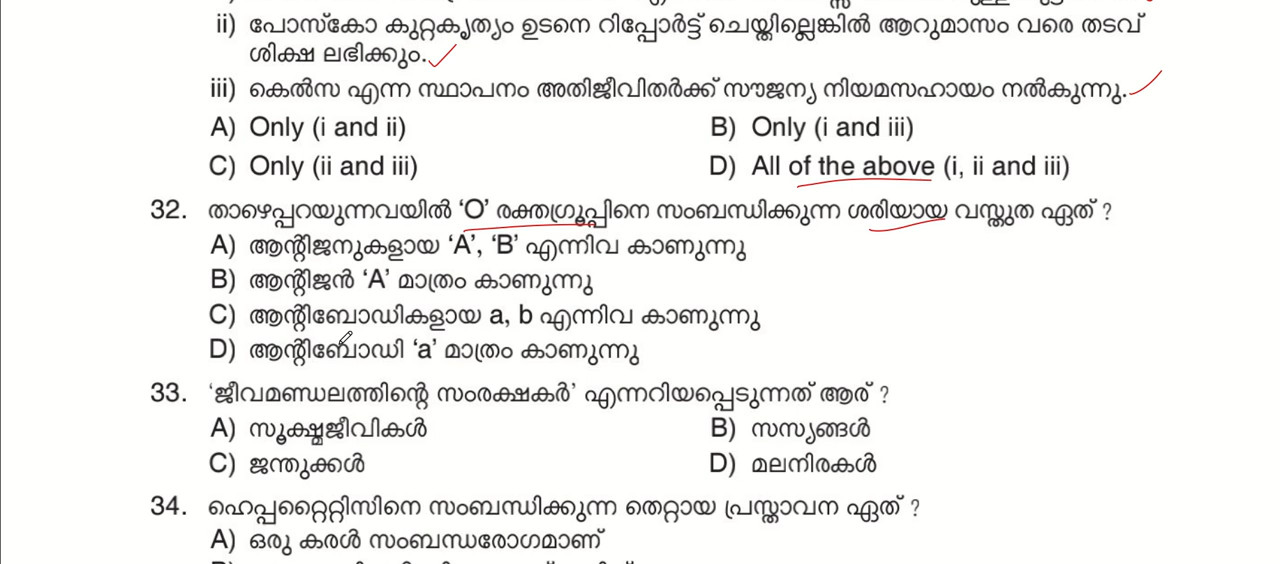 ii) പോസ്കോ കുറ്റകൃത്യം ഉടനെ റിപ്പോർട്ട് ചെയ്തില്ലെങ്കിൽ ആറുമാസം വരെ തടവ്
ശിക്ഷ ലഭിക്കും.
iii) കെൽസ എന്ന സ്ഥാപനം അതിജീവിതർക്ക് സൗജന്യ നിയമസഹായം നൽകുന്നു.
A) Only (i and ii) B) Only (i and iii)
C) Only (ii and iii) D) All of the above (i, ii and iii)
32. താഴെപ്പറയുന്നവയിൽ ‘O’ രക്തഗ്രൂപ്പിനെ സംബന്ധിക്കുന്ന ശരിയായ വസ്തുത ഏത് ?
A) ആന്റിജനുകളായ ‘A’, ‘B’ എന്നിവ കാണുന്നു
B) ആന്റിജൻ ‘A’ മാത്രം കാണുന്നു
C) ആന്റിബോഡികളായ a, b എന്നിവ കാണുന്നു
D) ആന്റിബോഡി ‘a’ മാത്രം കാണുന്നു
33. ‘ജീവമണ്ഡലത്തിന്റെ സംരക്ഷകർ’ എന്നറിയപ്പെടുന്നത് ആര് ?
A) സൂക്ഷ്മജീവികൾ B) സസ്യങ്ങൾ
C) ജന്തുക്കൾ D) മലനിരകൾ
34. ഹെപ്പറ്റൈറ്റിസിനെ സംബന്ധിക്കുന്ന തെറ്റായ പ്രസ്താവന ഏത് ?
A) ഒരു കരൾ സംബന്ധരോഗമാണ്